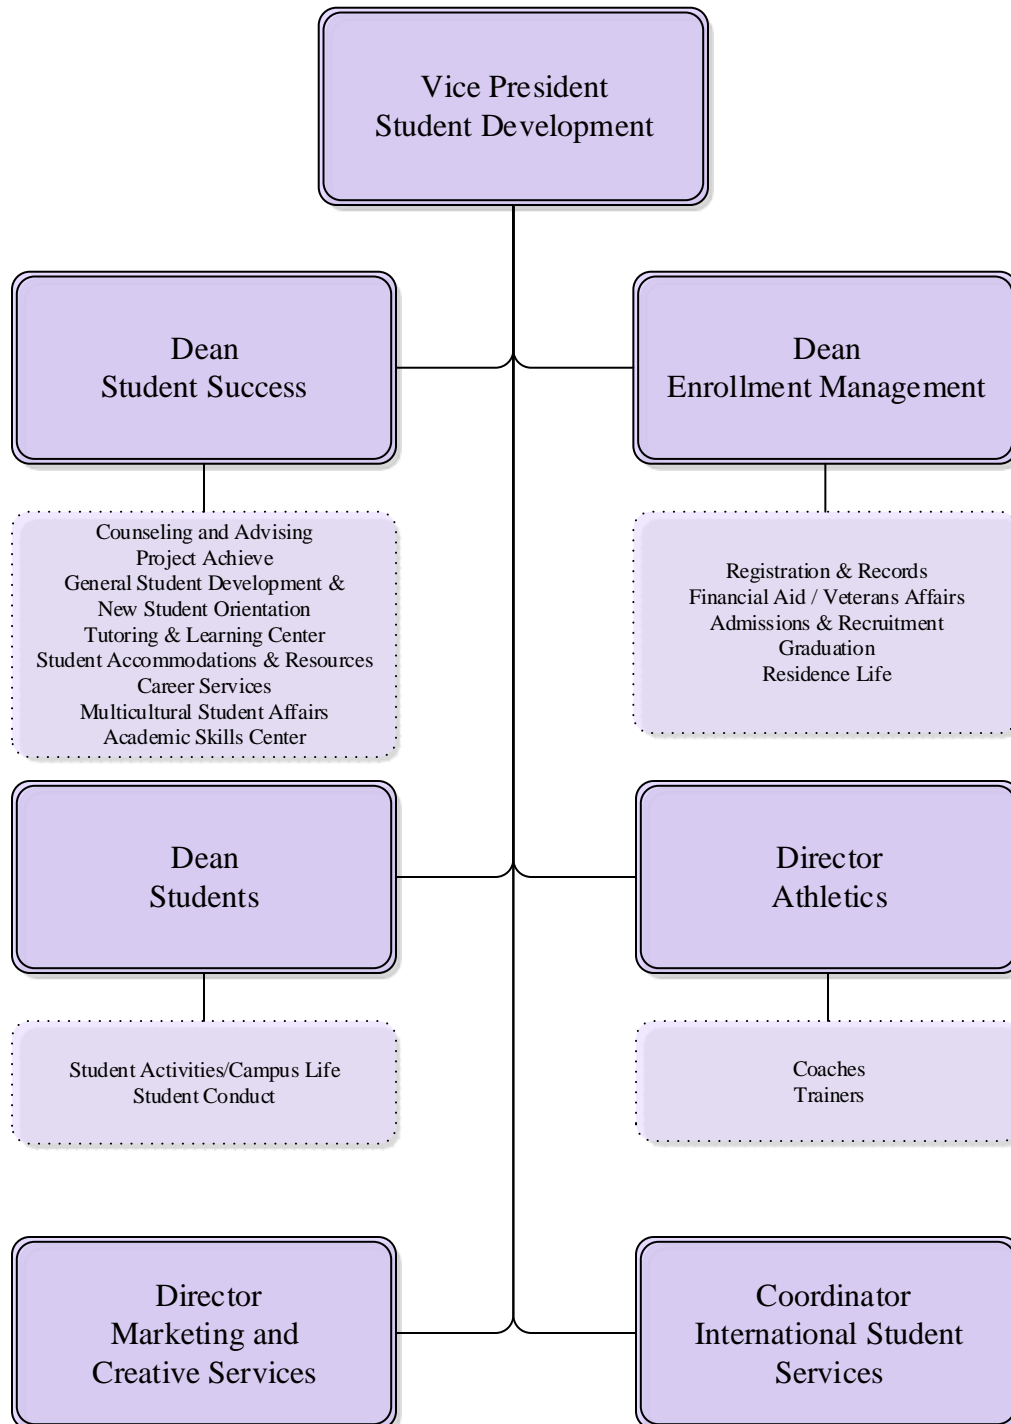 Vice President
Student Development
Dean
Student Success
Dean
Enrollment Management
Counseling and Advising
Project Achieve
General Student Development &
New Student Orientation
Tutoring & Learning Center
Student Accommodations & Resources
Career Services
Multicultural Student Affairs
Academic Skills Center
Registration & Records
Financial Aid / Veterans Affairs
Admissions & Recruitment
Graduation
Residence Life
Dean
Students
Director
Athletics
Student Activities/Campus Life
Student Conduct
Coaches
Trainers
Director
Marketing and
Creative Services
Coordinator
International Student
Services